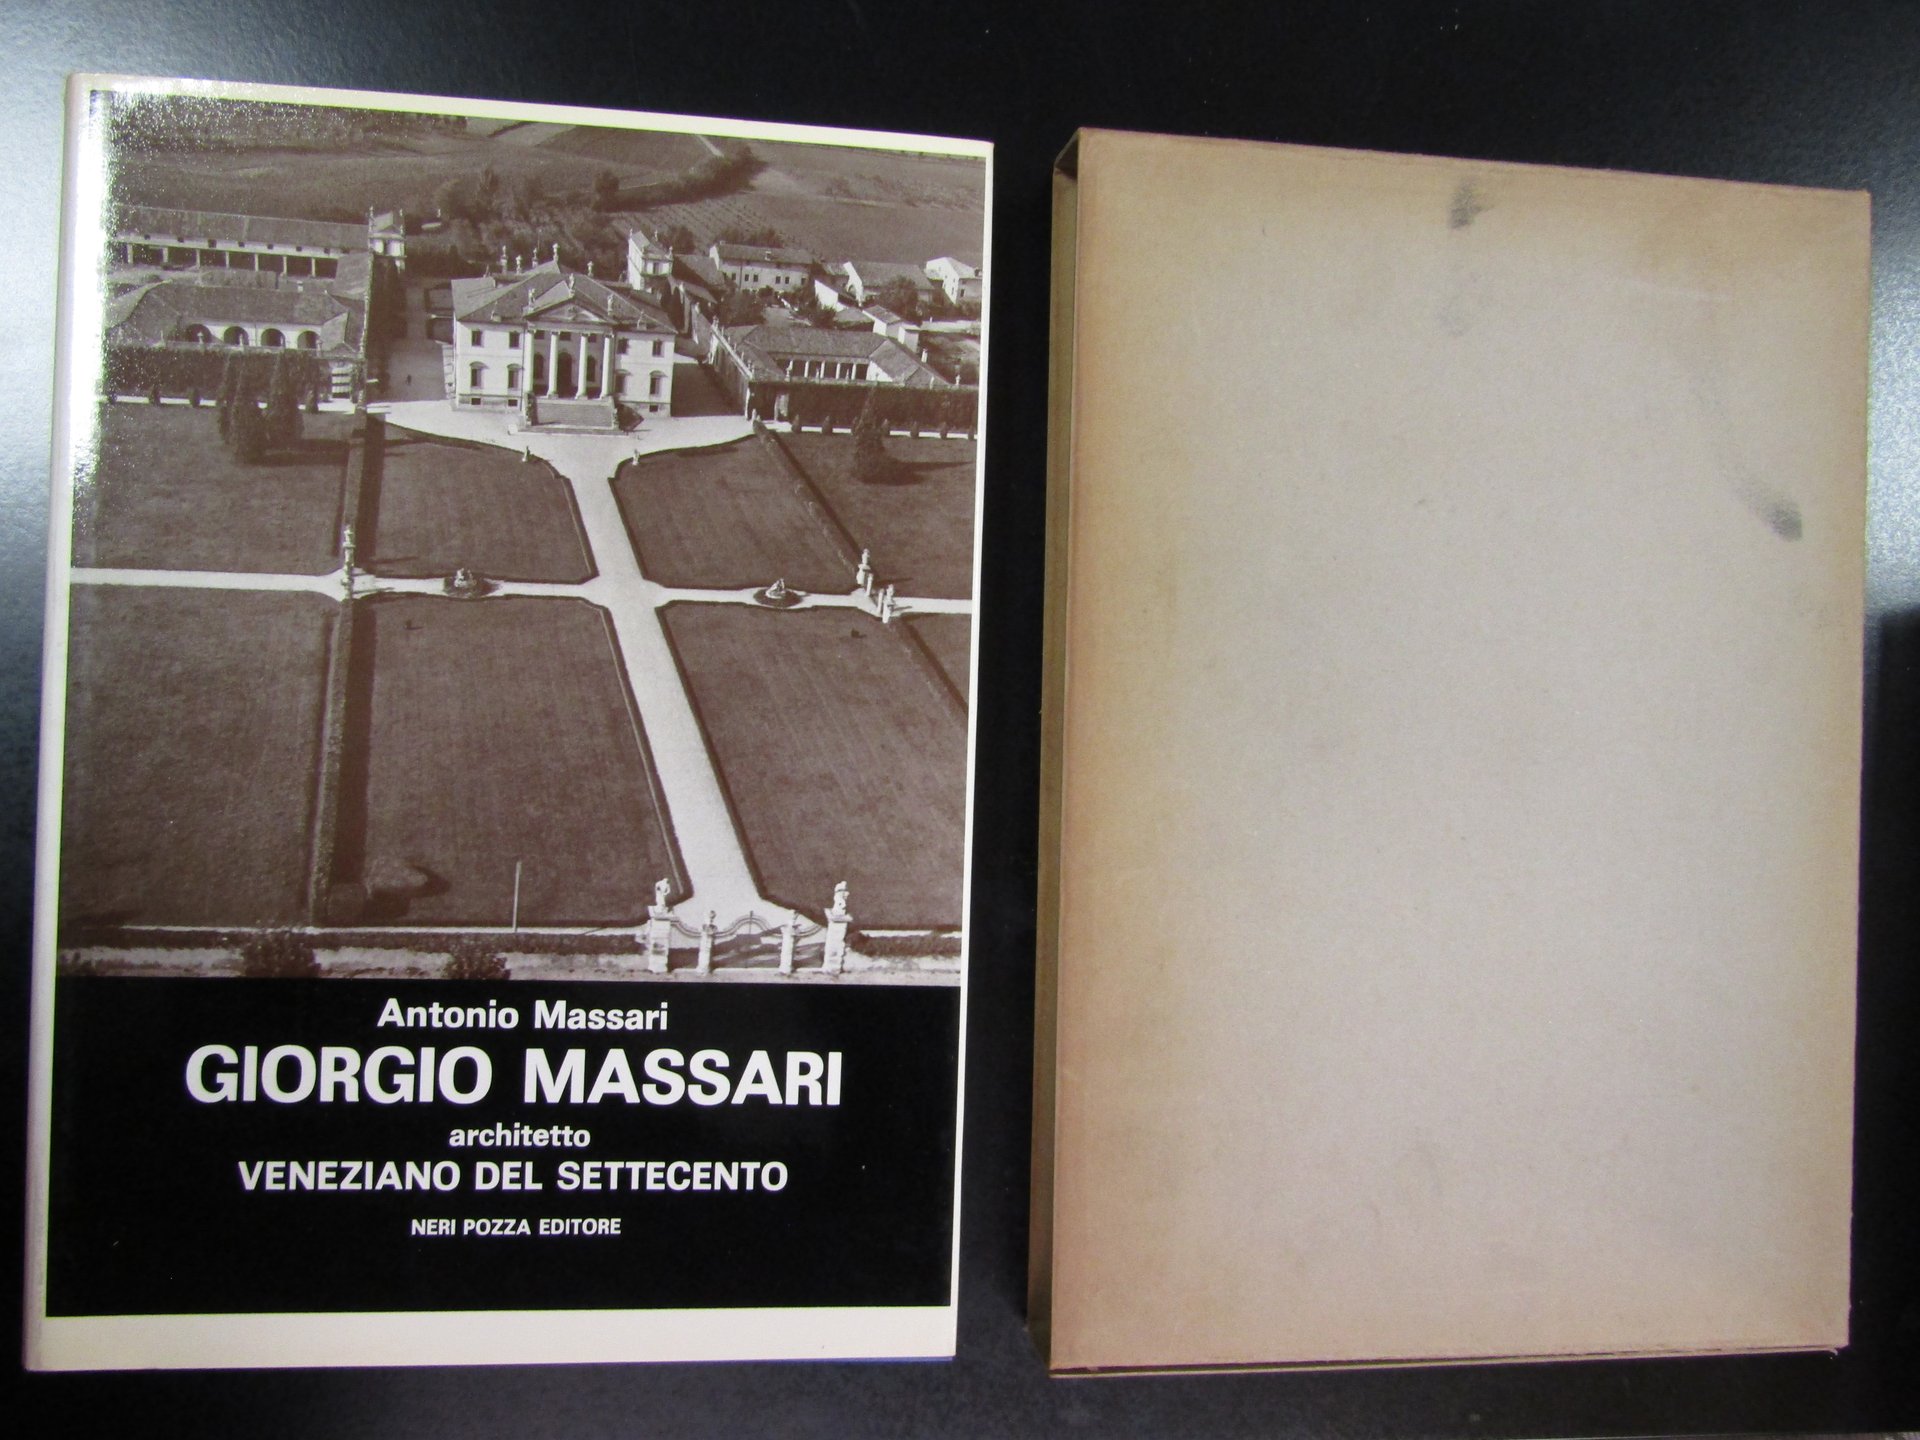 Antonio Massari
GIORGIO MASSARI
architetto
VENEZIANO DEL SETTECENTO
NERI POZZA EDITORE